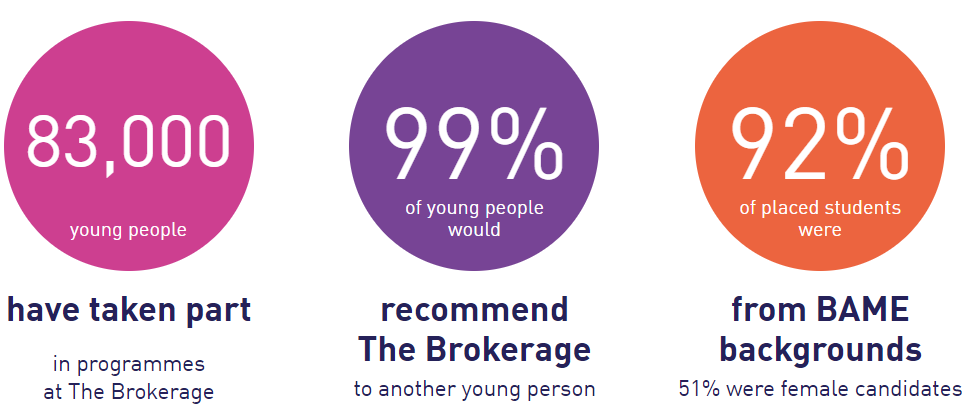 83,000
young people
have taken part
in programmes
at The Brokerage
99%
of young people
would
recommend
The Brokerage
to another young person
92%
of placed students
were
from BAME
backgrounds
51% were female candidates